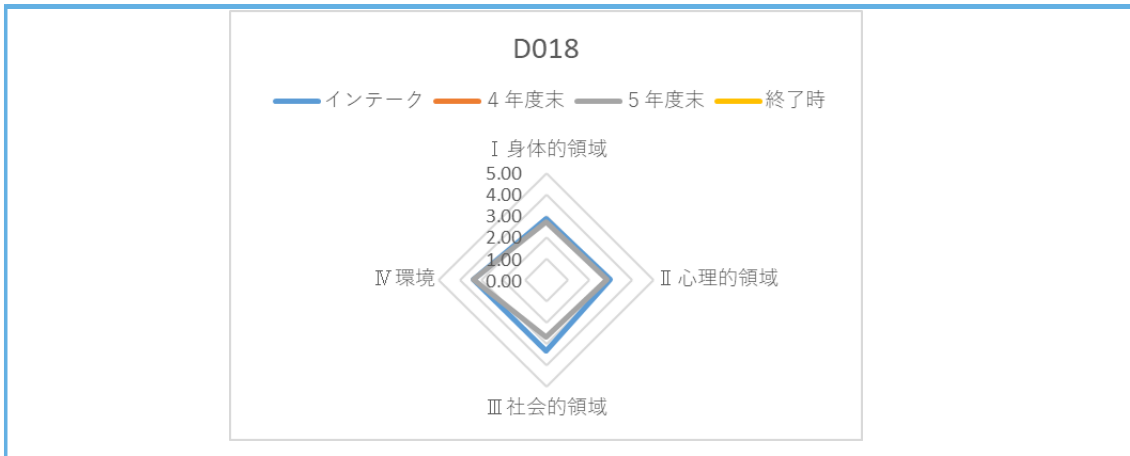 D018
インテーク 4 年度末 5 年度末 終了時
Ⅰ 身体的領域
5.00
4.00
3.00
2.00
1.00
0.00
Ⅳ 環境
Ⅱ 心理的領域
Ⅲ 社会的領域